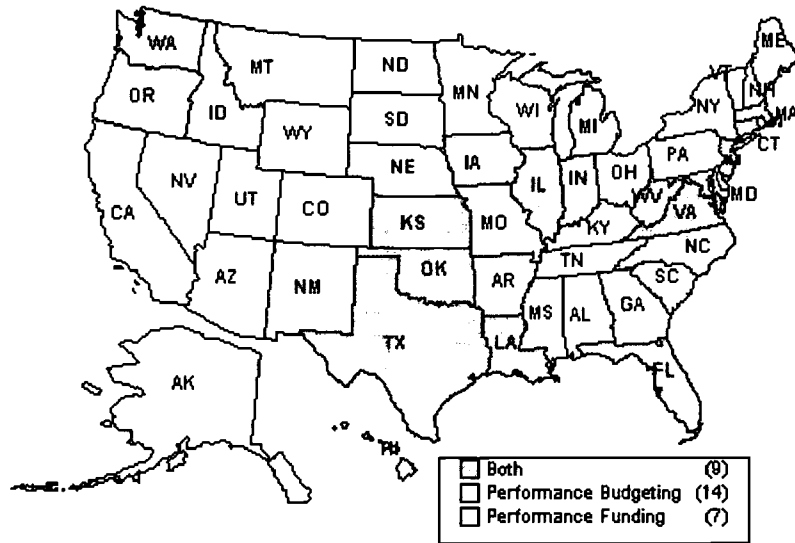 WA
MT
ND
MN
ME
VT
NH
OR
ID
SD
WI
NY
MA
WY
MI
CT
NE
IA
PA
NV
UT
CO
IL
IN
OH
WV
MD
CA
KS
MO
KY
VA
AZ
NM
OK
AR
TN
NC
SC
TX
LA
MS
AL
GA
FL
AK
Both (9)
Performance Budgeting (14)
Performance Funding (7)